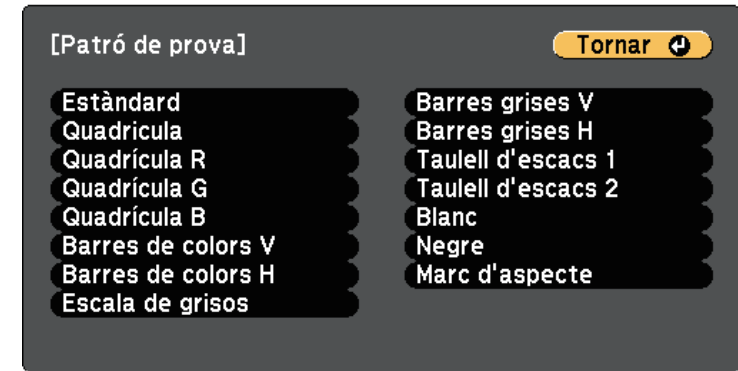 [Patró de prova]
Tornar
Estàndard
Quadricula
Quadrícula R
Quadrícula G
Quadrícula B
Barres de colors V
Barres de colors H
Escala de grisos
Barres grises V
Barres grises H
Taulell d'escacs 1
Taulell d'escacs 2
Blanc
Negre
Marc d'aspecte